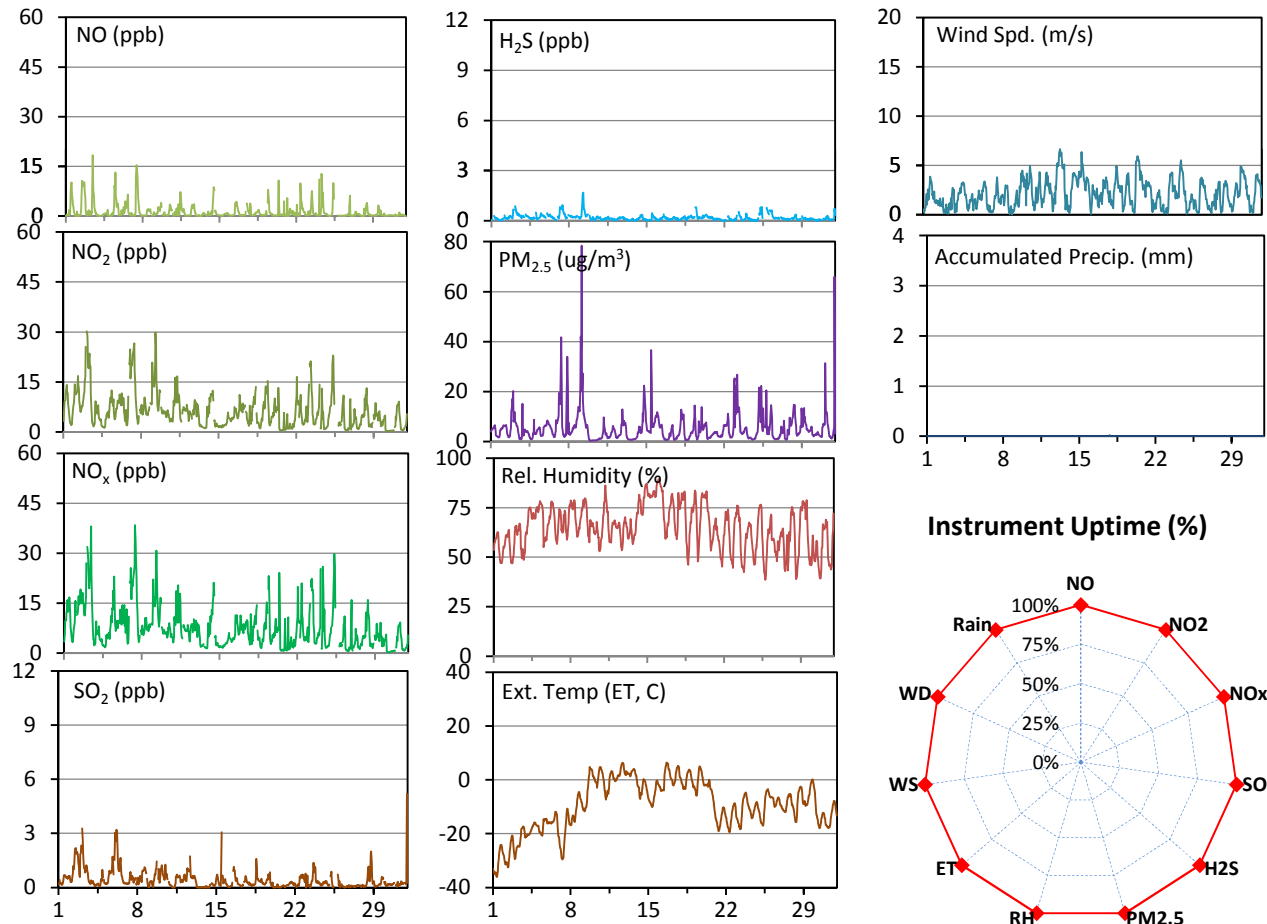 NO (ppb)
60
45
30
15
0
NO₂ (ppb)
60
45
30
15
0
NOₓ (ppb)
60
45
30
15
0
SO₂ (ppb)
12
9
6
3
0
1 8 15 22 29
H₂S (ppb)
12
9
6
3
0
PM₂.₅ (ug/m³)
80
60
40
20
0
Rel. Humidity (%)
100
75
50
25
0
Ext. Temp (ET, C)
40
20
0
-20
-40
1 8 15 22 29
Wind Spd. (m/s)
20
15
10
5
0
Accumulated Precip. (mm)
4
3
2
1
0
1 8 15 22 29
Instrument Uptime (%)
NO
100%
Rain
NO2
75%
50%
WD
NOx
25%
0%
WS
SO
ET
H2S
RH
PM2.5